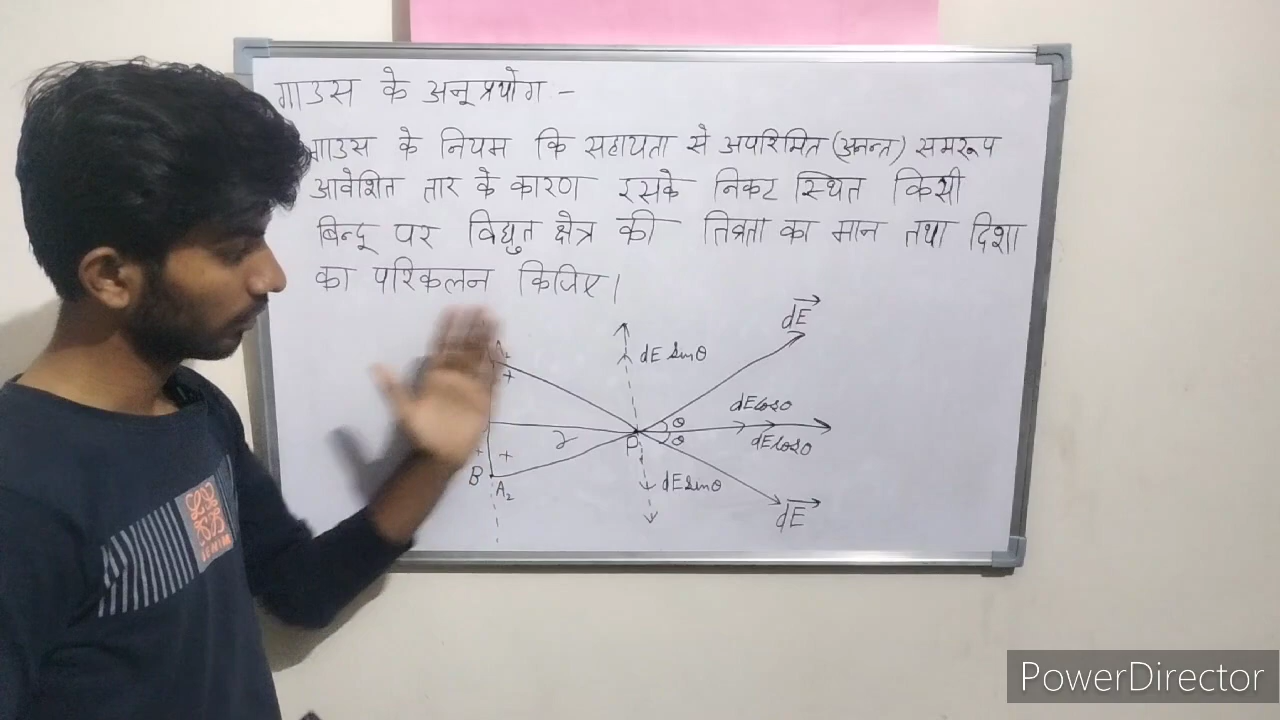 गाउस के अनूप्रयोग :-
गाउस के नियम कि सहायता से अपरिमित (अनन्त) समरूप
आवेशित तार के कारण इसके निकट स्थित किसी
बिन्दू पर विद्युत क्षेत्र की तिव्रता का मान तथा दिशा
का परिकलन किजिए।
dE
A₂
+
dE sinθ
dEcosθ
θ
r
P
θ
dEcosθ
+ +
B
A₂
dE sinθ
dE
PowerDirector